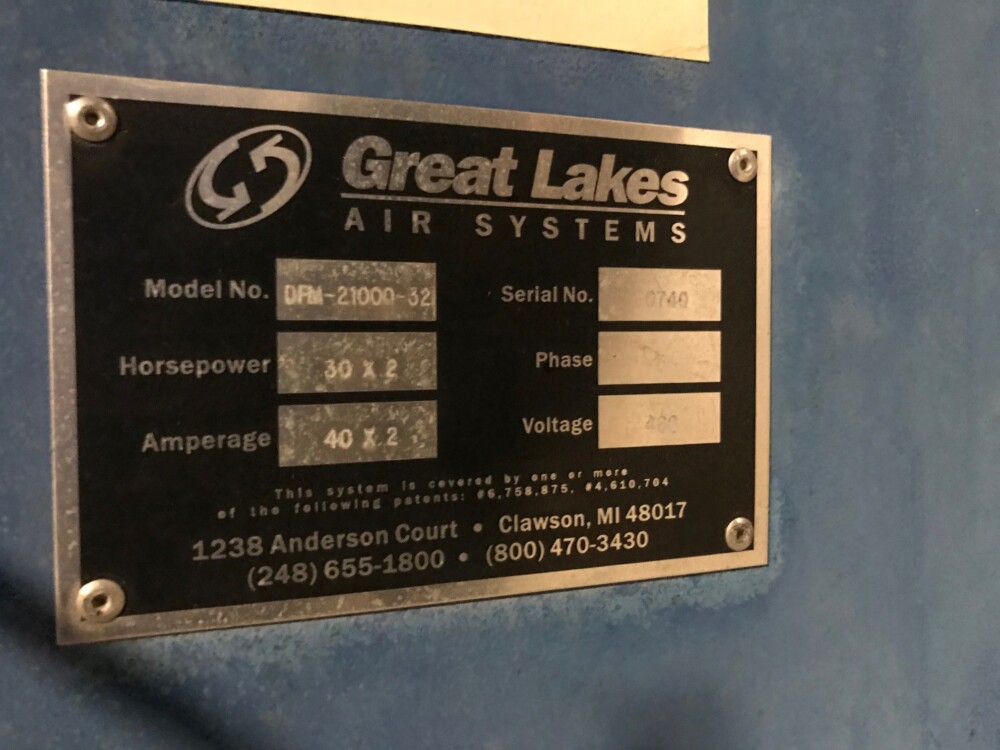 Great Lakes
AIR SYSTEMS
Model No. DFM-21000-32 Serial No. 0740
Horsepower 30 X 2 Phase
Amperage 40 X 2 Voltage 460
This system is covered by one or more
of the following patents: #6,758,875, #4,610,704
1238 Anderson Court • Clawson, MI 48017
(248) 655-1800 • (800) 470-3430